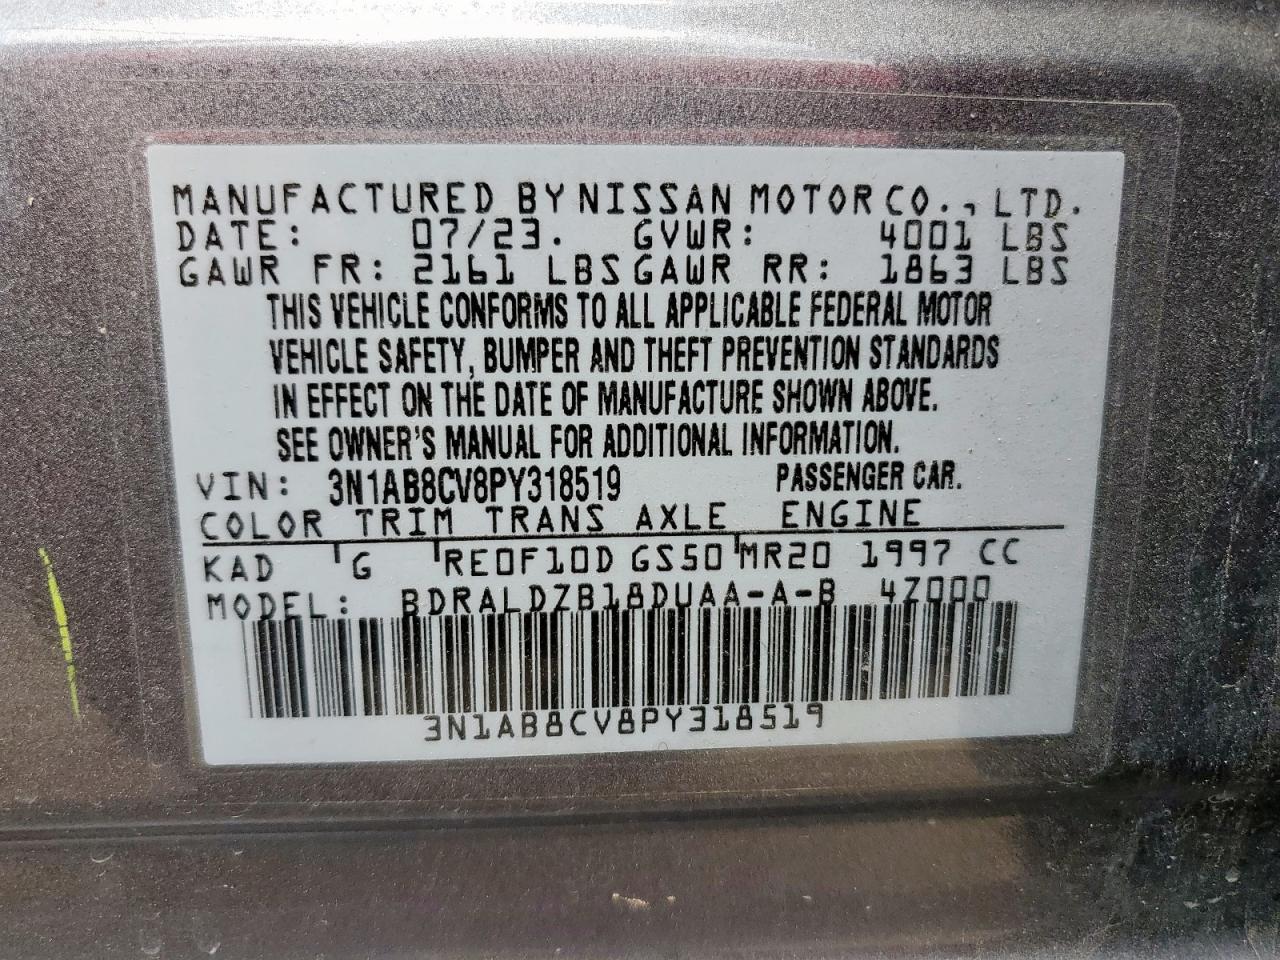 MANUFACTURED BY NISSAN MOTOR CO., LTD.
DATE: 07/23. GVWR: 4001 LBS
GAWR FR: 2161 LBS GAWR RR: 1863 LBS
THIS VEHICLE CONFORMS TO ALL APPLICABLE FEDERAL MOTOR
VEHICLE SAFETY, BUMPER AND THEFT PREVENTION STANDARDS
IN EFFECT ON THE DATE OF MANUFACTURE SHOWN ABOVE.
SEE OWNER'S MANUAL FOR ADDITIONAL INFORMATION.
VIN: 3N1AB8CV8PY318519 PASSENGER CAR.
COLOR TRIM TRANS AXLE ENGINE
KAD G RE0F10D GS50 MR20 1997 CC
MODEL: BDRALDZB18DUAA-A-B 4Z000
3N1AB8CV8PY318519